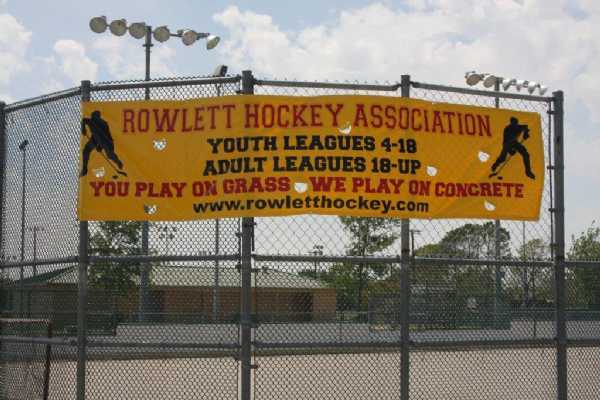 ROWLETT HOCKEY ASSOCIATION
YOUTH LEAGUES 4-18
ADULT LEAGUES 18-UP
YOU PLAY ON GRASS - WE PLAY ON CONCRETE
www.rowletthockey.com